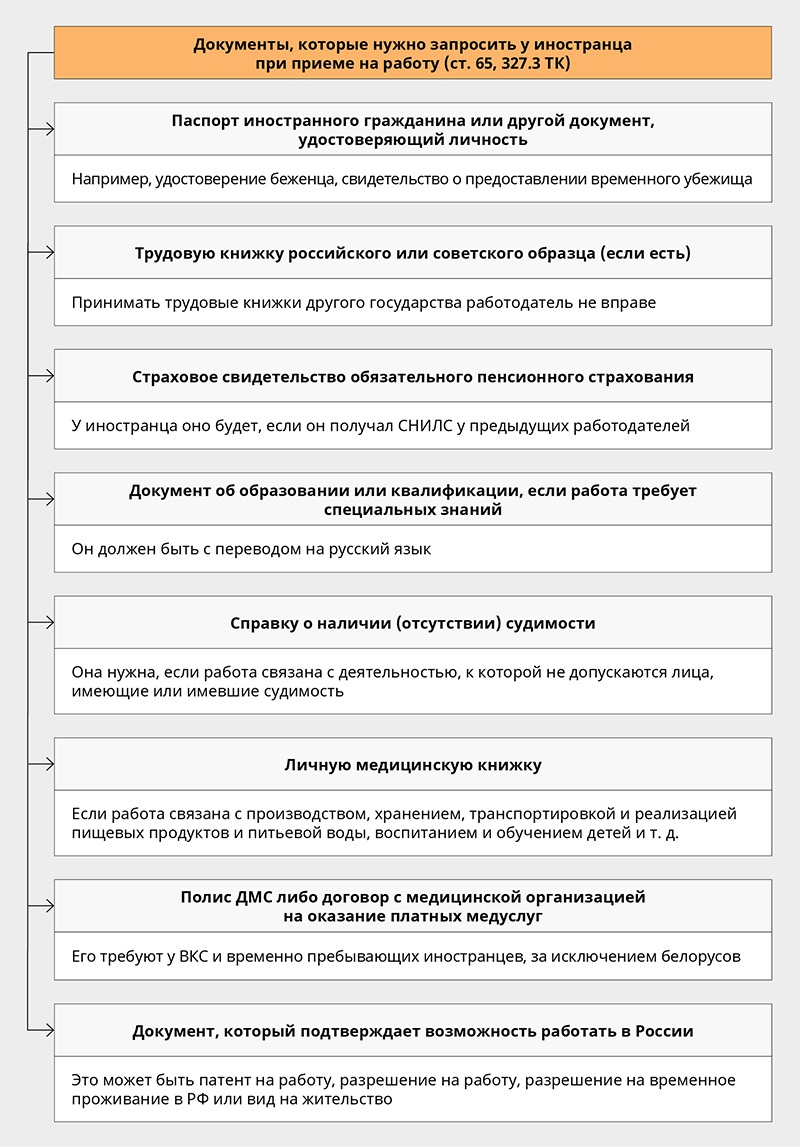 Документы, которые нужно запросить у иностранца
при приеме на работу (ст. 65, 327.3 ТК)
Паспорт иностранного гражданина или другой документ,
удостоверяющий личность
Например, удостоверение беженца, свидетельство о предоставлении временного убежища
Трудовую книжку российского или советского образца (если есть)
Принимать трудовые книжки другого государства работодатель не вправе
Страховое свидетельство обязательного пенсионного страхования
У иностранца оно будет, если он получал СНИЛС у предыдущих работодателей
Документ об образовании или квалификации, если работа требует
специальных знаний
Он должен быть с переводом на русский язык
Справку о наличии (отсутствии) судимости
Она нужна, если работа связана с деятельностью, к которой не допускаются лица,
имеющие или имевшие судимость
Личную медицинскую книжку
Если работа связана с производством, хранением, транспортировкой и реализацией
пищевых продуктов и питьевой воды, воспитанием и обучением детей и т. д.
Полис ДМС либо договор с медицинской организацией
на оказание платных медуслуг
Его требуют у ВКС и временно пребывающих иностранцев, за исключением белорусов
Документ, который подтверждает возможность работать в России
Это может быть патент на работу, разрешение на работу, разрешение на временное
проживание в РФ или вид на жительство